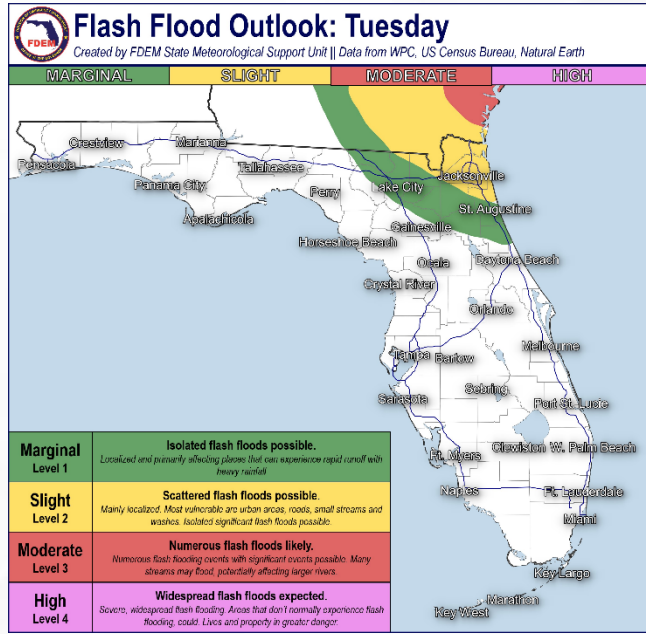 FDEM
Flash Flood Outlook: Tuesday
Created by FDEM State Meteorological Support Unit || Data from WPC, US Census Bureau, Natural Earth
MARGINAL
SLIGHT
MODERATE
HIGH
Crestview
Marianna
Pensacola
Tallahassee
Jacksonville
Panama City
Perry
Lake City
Apalachicola
St. Augustine
Gainesville
Horseshoe Beach
Ocala
Daytona Beach
Crystal River
Orlando
Melbourne
Tampa
Bartow
Sebring
Sarasota
Port St. Lucie
Clewiston
W. Palm Beach
Ft. Myers
Naples
Ft. Lauderdale
Miami
Key Largo
Marathon
Key West
Marginal
Level 1
Isolated flash floods possible.
Localized and primarily affecting places that can experience rapid runoff with
heavy rainfall
Slight
Level 2
Scattered flash floods possible.
Mainly localized. Most vulnerable are urban areas, roads, small streams and
washes. Isolated significant flash floods possible.
Moderate
Level 3
Numerous flash floods likely.
Numerous flash flooding events with significant events possible. Many
streams may flood, potentially affecting larger rivers.
High
Level 4
Widespread flash floods expected.
Severe, widespread flash flooding. Areas that don't normally experience flash
flooding, could. Lives and property in greater danger.